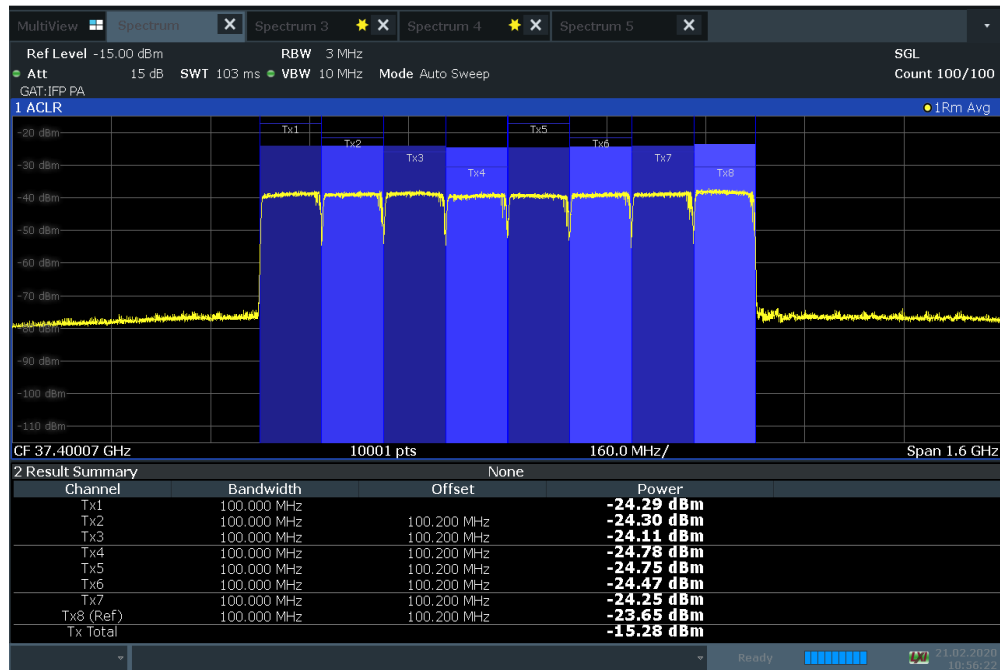 MultiView Spectrum X Spectrum 3 X Spectrum 4 X Spectrum 5 X
Ref Level -15.00 dBm RBW 3 MHz SGL
Att 15 dB SWT 103 ms VBW 10 MHz Mode Auto Sweep Count 100/100
GAT:IFP PA
1 ACLR 1Rm Avg
-20 dBm
Tx1 Tx5
Tx2 Tx6
Tx3 Tx7
-30 dBm
Tx4 Tx8
-40 dBm
-50 dBm
-60 dBm
-70 dBm
-80 dBm
-90 dBm
-100 dBm
-110 dBm
CF 37.40007 GHz 10001 pts 160.0 MHz/ Span 1.6 GHz
2 Result Summary None
Channel Bandwidth Offset Power
Tx1 100.000 MHz -24.29 dBm
Tx2 100.000 MHz 100.200 MHz -24.30 dBm
Tx3 100.000 MHz 100.200 MHz -24.11 dBm
Tx4 100.000 MHz 100.200 MHz -24.78 dBm
Tx5 100.000 MHz 100.200 MHz -24.75 dBm
Tx6 100.000 MHz 100.200 MHz -24.47 dBm
Tx7 100.000 MHz 100.200 MHz -24.25 dBm
Tx8 (Ref) 100.000 MHz 100.200 MHz -23.65 dBm
Tx Total -15.28 dBm
Ready LXI 21.02.2020
10:56:22